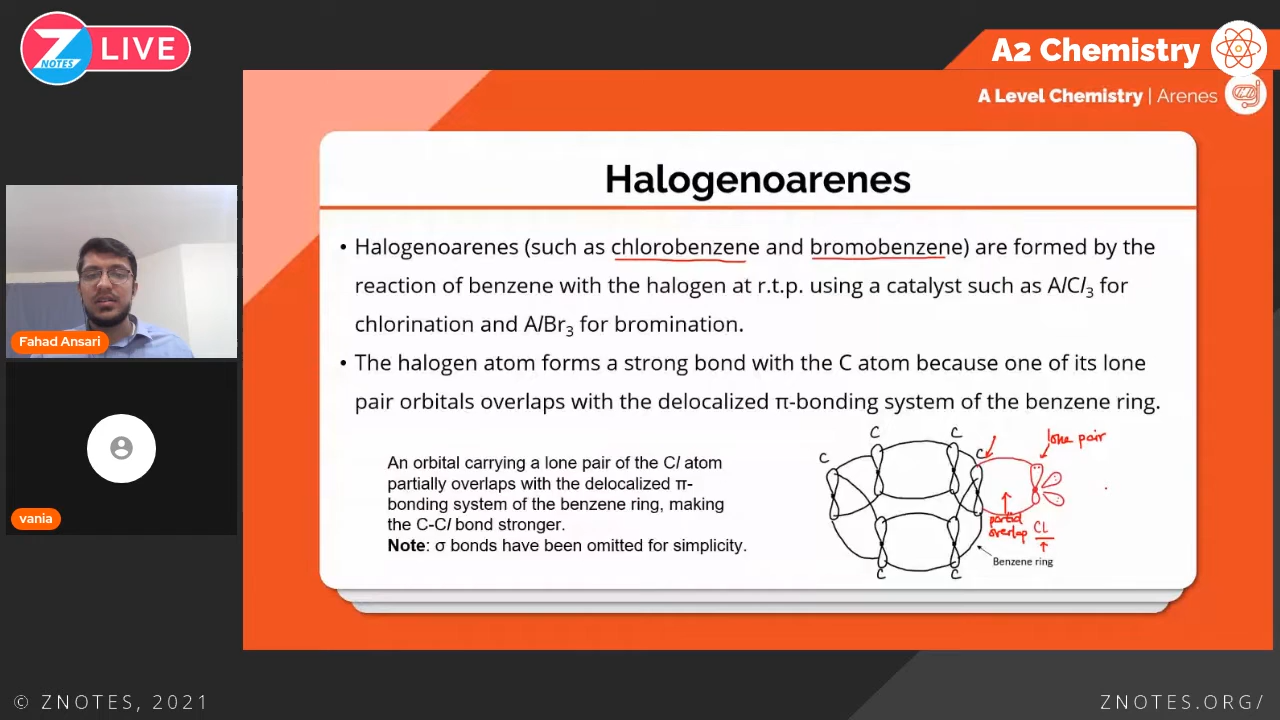 Z NOTES LIVE
A2 Chemistry
A Level Chemistry | Arenes
Halogenoarenes
• Halogenoarenes (such as chlorobenzene and bromobenzene) are formed by the
reaction of benzene with the halogen at r.t.p. using a catalyst such as AlCl₃ for
chlorination and AlBr₃ for bromination.
• The halogen atom forms a strong bond with the C atom because one of its lone
pair orbitals overlaps with the delocalized π-bonding system of the benzene ring.
An orbital carrying a lone pair of the Cl atom
partially overlaps with the delocalized π-
bonding system of the benzene ring, making
the C-Cl bond stronger.
Note: σ bonds have been omitted for simplicity.
C C
lone pair
C C
partial
overlap Cl
Benzene ring
C C
Fahad Ansari
vania
© ZNOTES, 2021
ZNOTES.ORG/